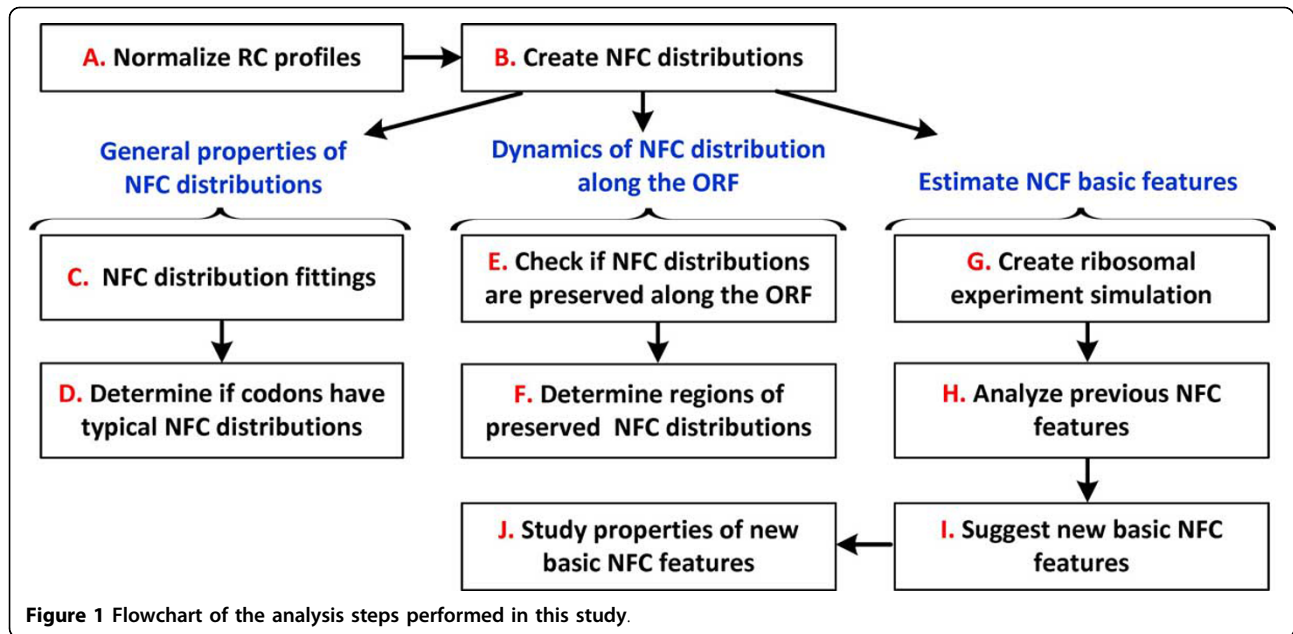 A. Normalize RC profiles
B. Create NFC distributions
General properties of
NFC distributions
Dynamics of NFC distribution
along the ORF
Estimate NCF basic features
C. NFC distribution fittings
E. Check if NFC distributions
are preserved along the ORF
G. Create ribosomal
experiment simulation
D. Determine if codons have
typical NFC distributions
F. Determine regions of
preserved NFC distributions
H. Analyze previous NFC
features
J. Study properties of new
basic NFC features
I. Suggest new basic NFC
features
Figure 1 Flowchart of the analysis steps performed in this study.